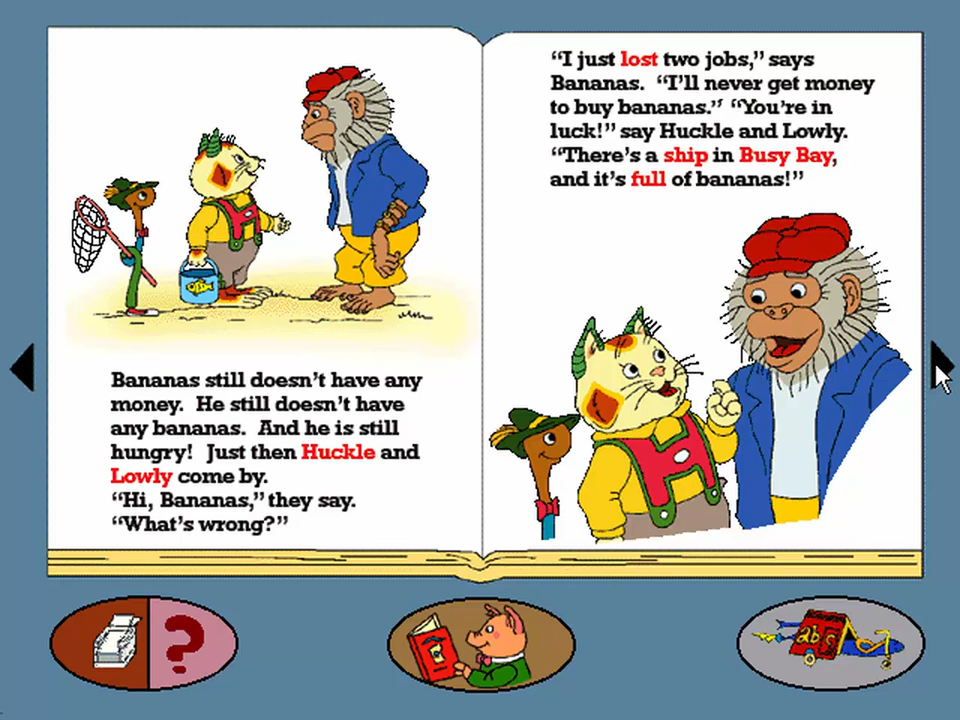 Bananas still doesn't have any
money. He still doesn't have
any bananas. And he is still
hungry! Just then Huckle and
Lowly come by.
"Hi, Bananas," they say.
"What's wrong?"
"I just lost two jobs," says
Bananas. "I'll never get money
to buy bananas." "You're in
luck!" say Huckle and Lowly.
"There's a ship in Busy Bay,
and it's full of bananas!"
?
abc